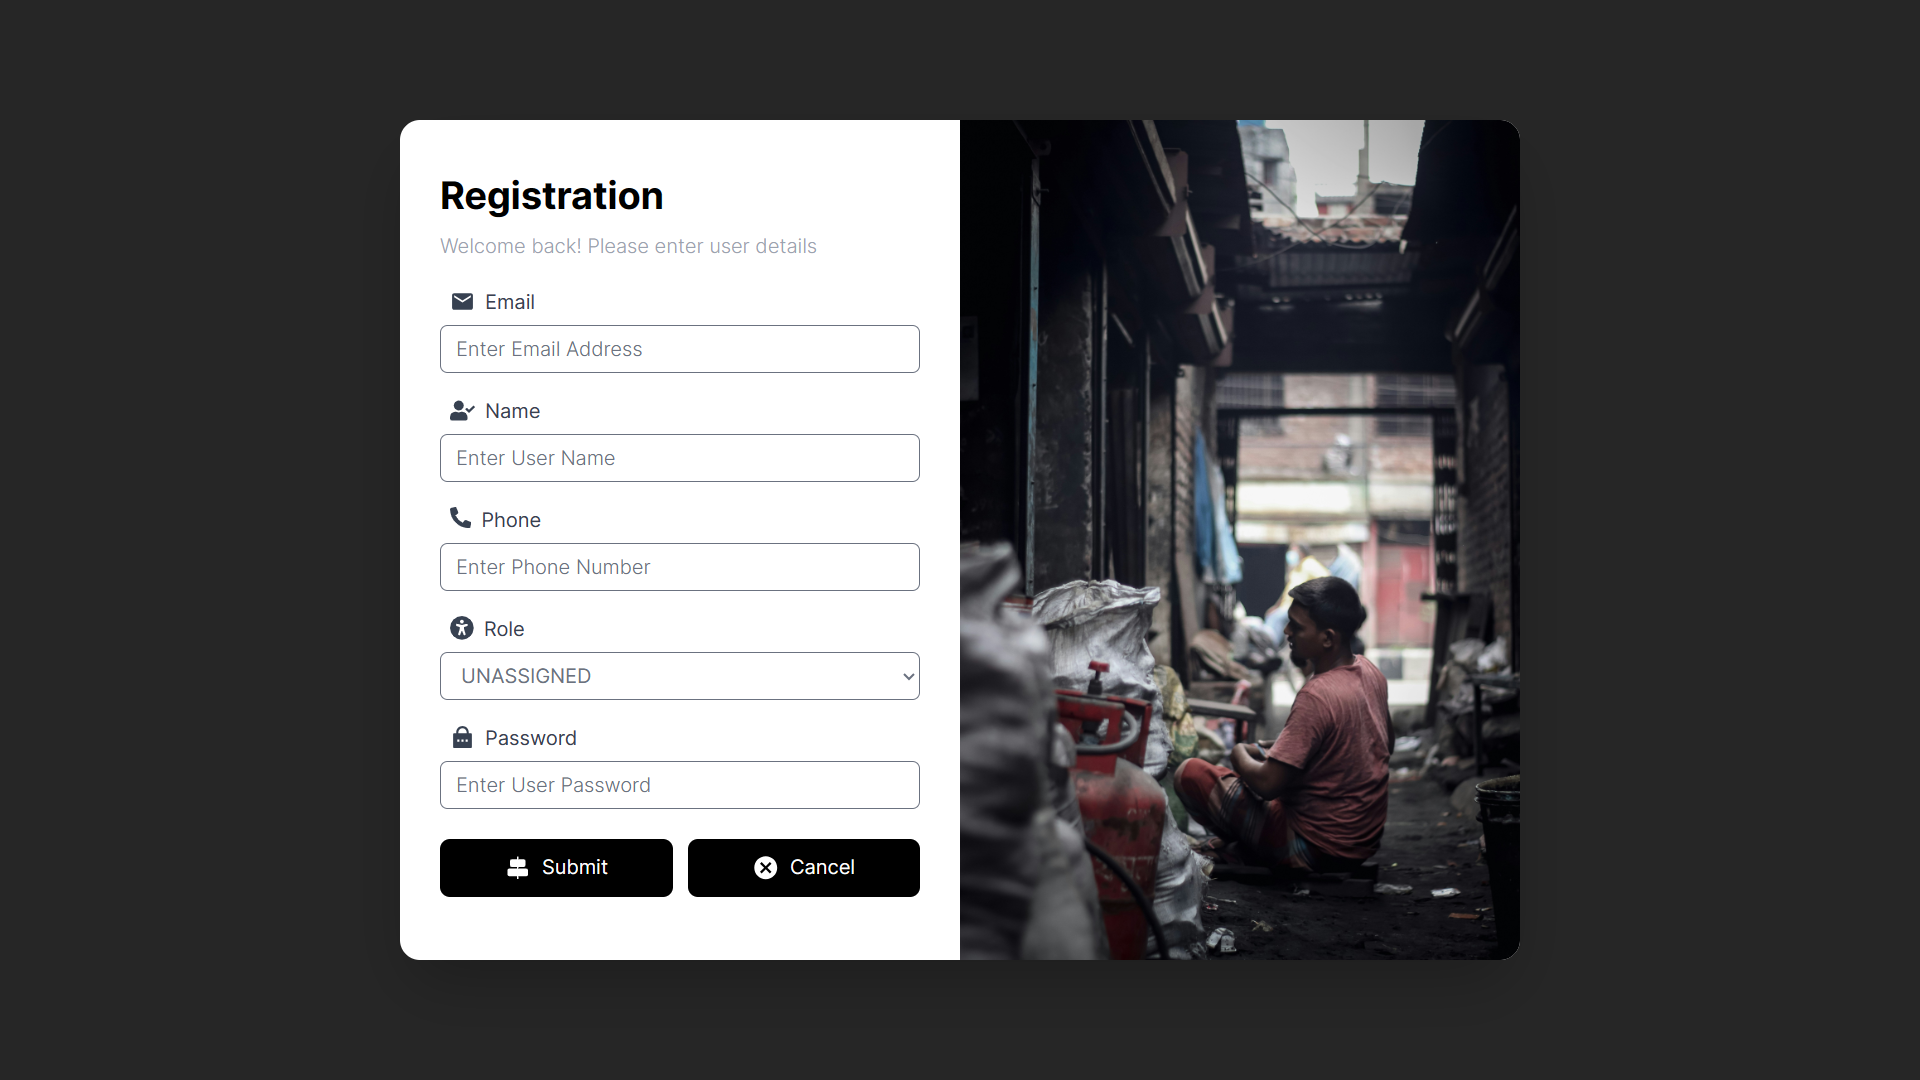 Registration
Welcome back! Please enter user details
Email
Enter Email Address
Name
Enter User Name
Phone
Enter Phone Number
Role
UNASSIGNED
Password
Enter User Password
Submit
Cancel